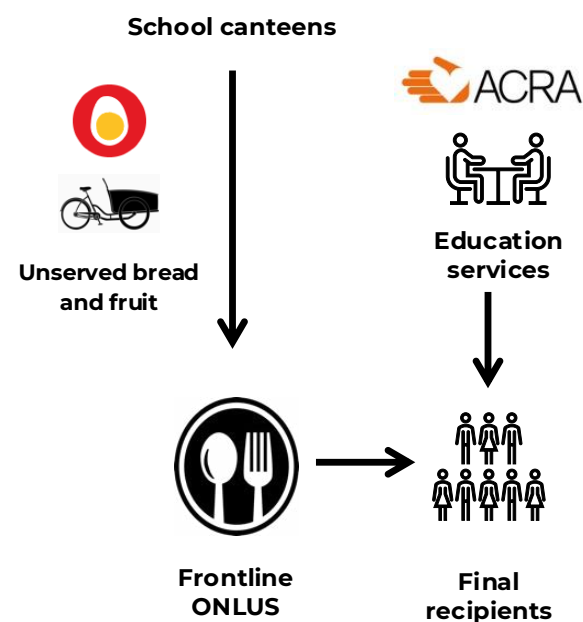 School canteens
ACRA
Unserved bread
and fruit
Education
services
Frontline
ONLUS
Final
recipients